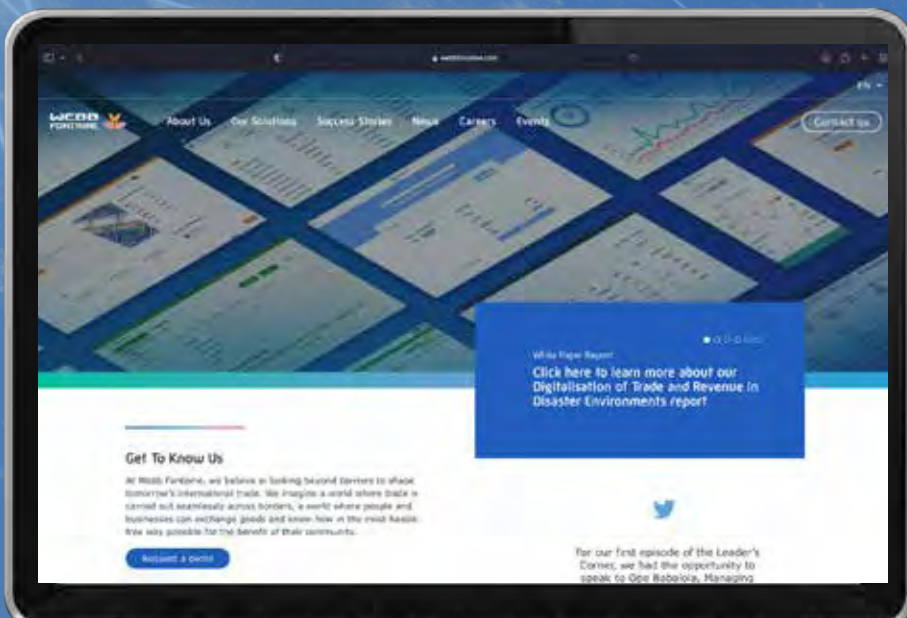 webbfontaine.com
EN
WEBB
FONTAINE
About Us Our Solutions Success Stories News Careers Events
Contact us
White Paper Report
Click here to learn more about our
Digitalisation of Trade and Revenue in
Disaster Environments report
Get To Know Us
At Webb Fontaine, we believe in looking beyond barriers to shape
tomorrow's international trade. We imagine a world where trade is
carried out seamlessly across borders, a world where people and
businesses can exchange goods and know how in the most hassle
free way possible for the benefit of their community.
Request a demo
For our first episode of the Leader's
Corner, we had the opportunity to
speak to Ope Babalola, Managing